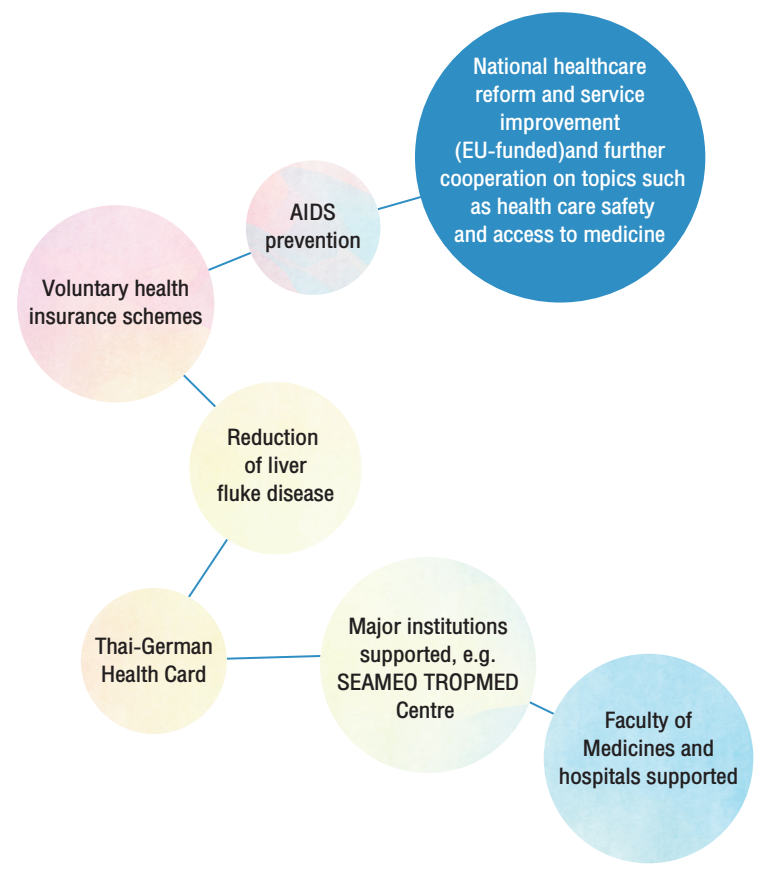 National healthcare
reform and service
improvement
(EU-funded)and further
cooperation on topics such
as health care safety
and access to medicine
AIDS
prevention
Voluntary health
insurance schemes
Reduction
of liver
fluke disease
Thai-German
Health Card
Major institutions
supported, e.g.
SEAMEO TROPMED
Centre
Faculty of
Medicines and
hospitals supported